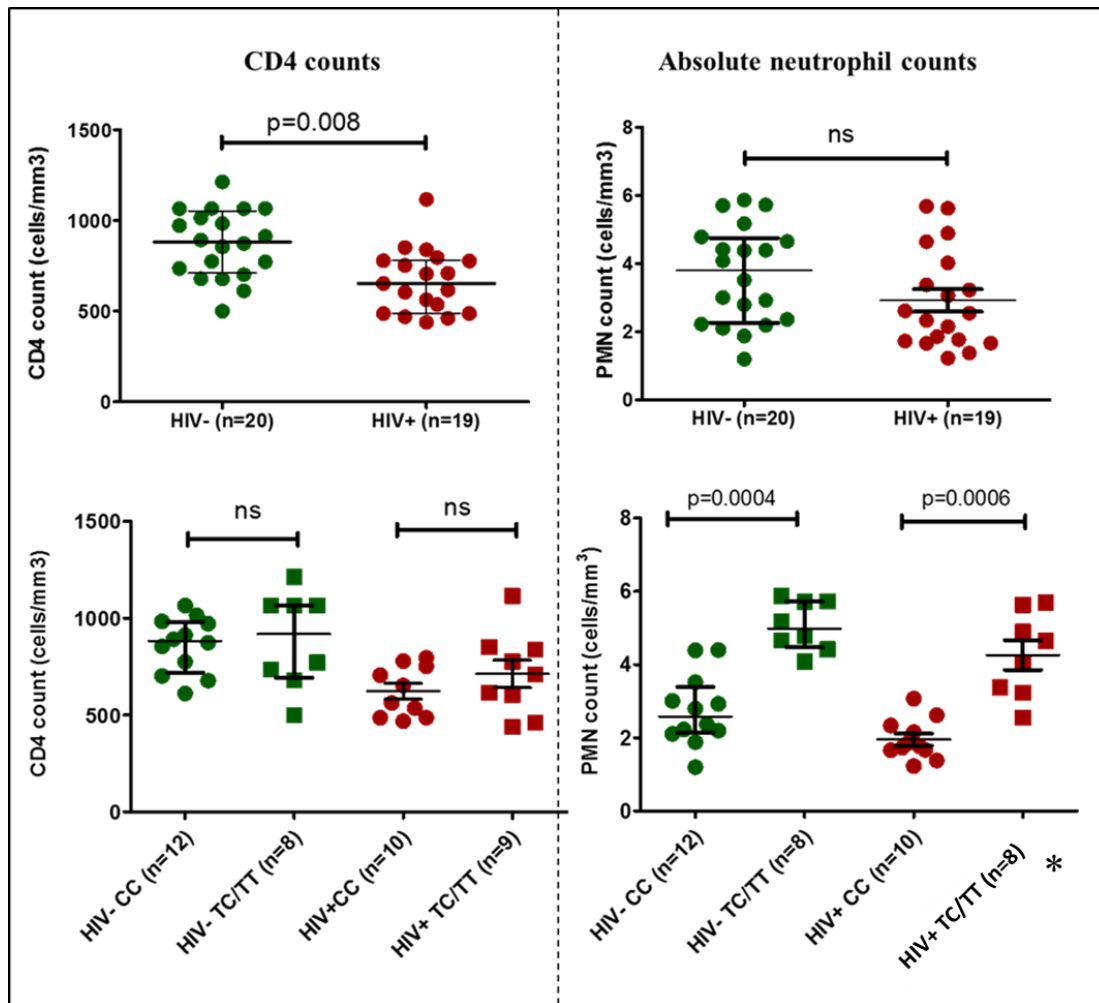 CD4 counts
p=0.008
1500
1000
500
0
CD4 count (cells/mm3)
HIV- (n=20)
HIV+ (n=19)
Absolute neutrophil counts
ns
8
6
4
2
0
PMN count (cells/mm3)
HIV- (n=20)
HIV+ (n=19)
ns
ns
1500
1000
500
0
CD4 count (cells/mm3)
HIV- CC (n=12)
HIV- TC/TT (n=8)
HIV+CC (n=10)
HIV+ TC/TT (n=9)
p=0.0004
p=0.0006
8
6
4
2
0
PMN count (cells/mm³)
HIV- CC (n=12)
HIV- TC/TT (n=8)
HIV+ CC (n=10)
HIV+ TC/TT (n=8) *